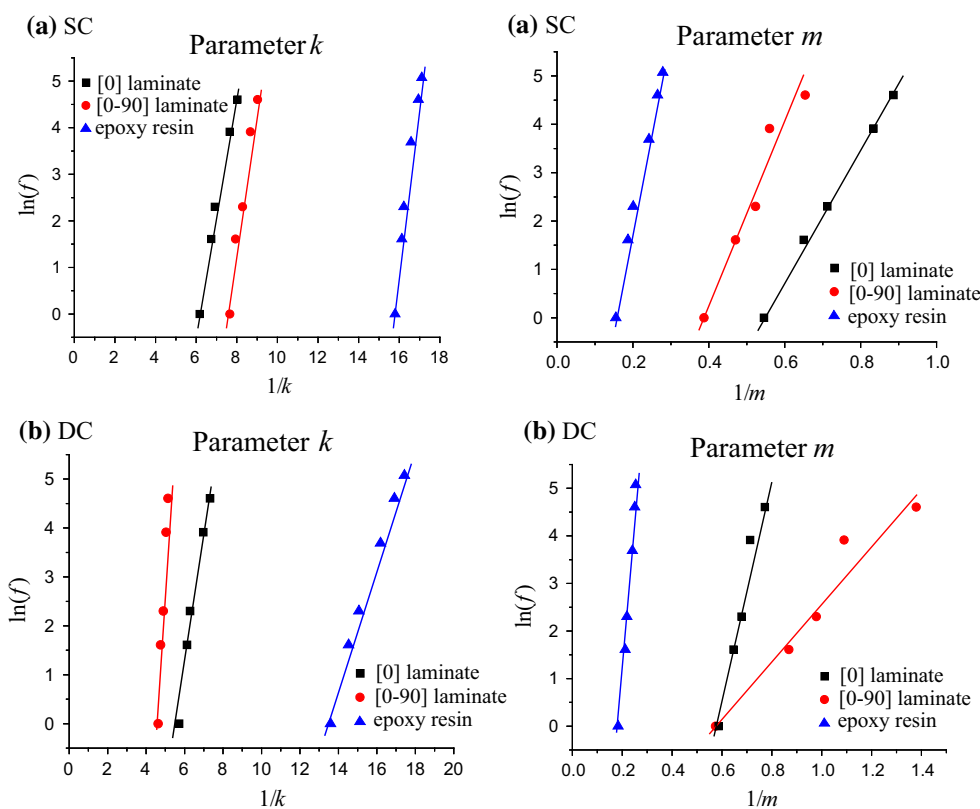 (a) SC
Parameter k
[0] laminate
[0-90] laminate
epoxy resin
5
4
3
2
1
0
ln(f)
0 2 4 6 8 10 12 14 16 18
1/k
(a) SC
Parameter m
5
4
3
2
1
0
ln(f)
[0] laminate
[0-90] laminate
epoxy resin
0.0 0.2 0.4 0.6 0.8 1.0
1/m
(b) DC
Parameter k
5
4
3
2
1
0
ln(f)
[0] laminate
[0-90] laminate
epoxy resin
0 2 4 6 8 10 12 14 16 18 20
1/k
(b) DC
Parameter m
5
4
3
2
1
0
ln(f)
[0] laminate
[0-90] laminate
epoxy resin
0.0 0.2 0.4 0.6 0.8 1.0 1.2 1.4
1/m